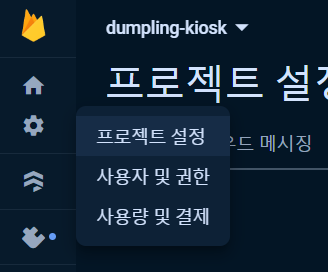 dumpling-kiosk
프로젝트 설정
프로젝트 설정
우드 메시징
사용자 및 권한
사용량 및 결제